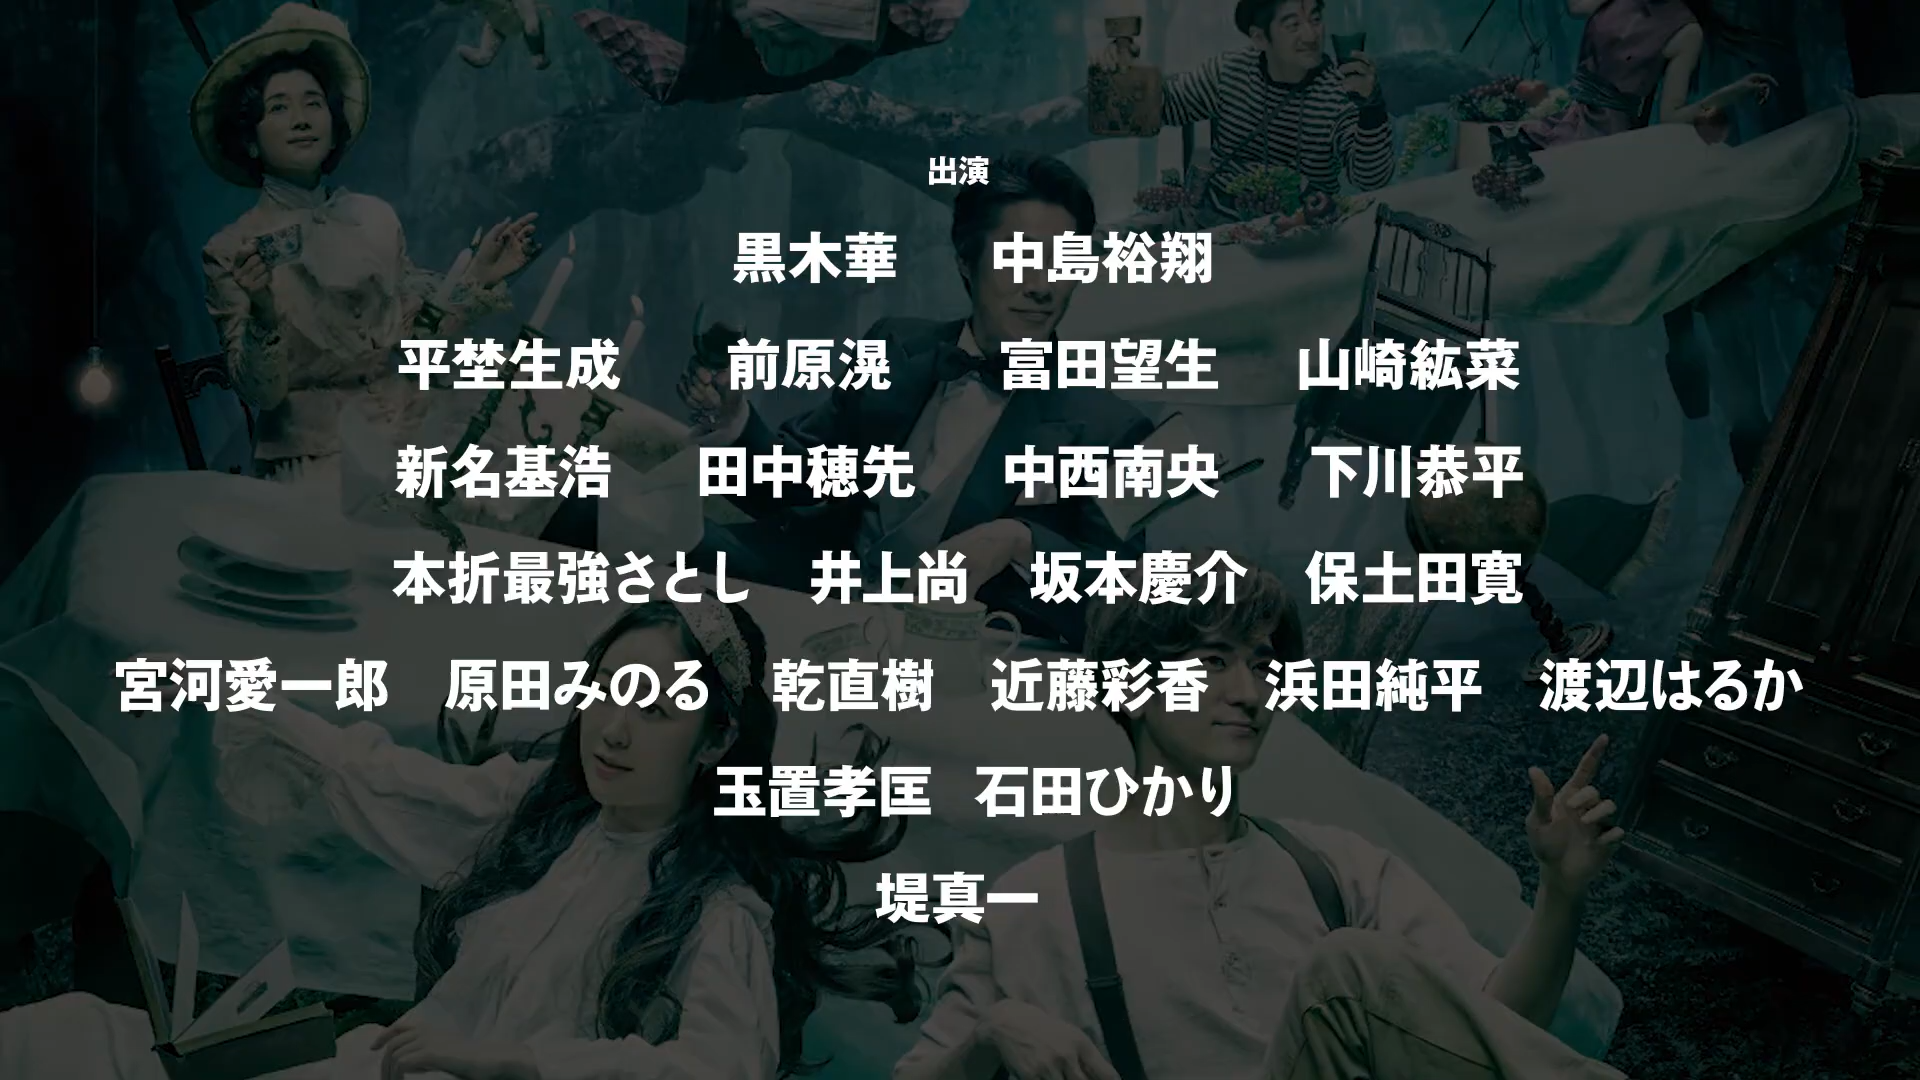 出演
黒木華 中島裕翔
平埜生成 前原滉 富田望生 山崎紘菜
新名基浩 田中穂先 中西南央 下川恭平
本折最強さとし 井上尚 坂本慶介 保土田寛
宮河愛一郎 原田みのる 乾直樹 近藤彩香 浜田純平 渡辺はるか
玉置孝匡 石田ひかり
堤真一